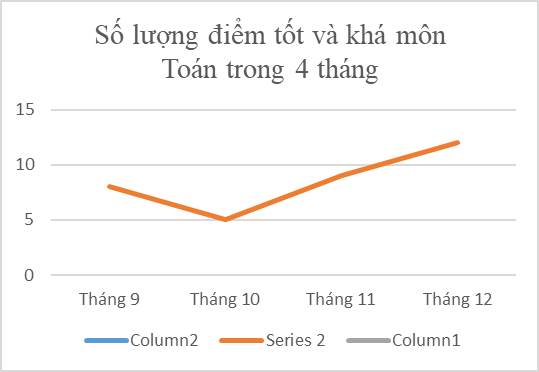 Số lượng điểm tốt và khá môn
Toán trong 4 tháng
15
10
5
0
Tháng 9 Tháng 10 Tháng 11 Tháng 12
Column2 Series 2 Column1